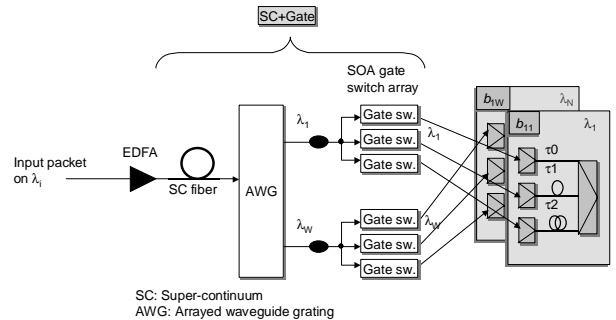 SC+Gate
SOA gate
switch array
Gate sw.
Gate sw.
Gate sw.
λ1
λ1
EDFA
Input packet
on λi
SC fiber
AWG
λW
λW
Gate sw.
Gate sw.
Gate sw.
b1W
λN
b11
λ1
τ0
τ1
τ2
SC: Super-continuum
AWG: Arrayed waveguide grating